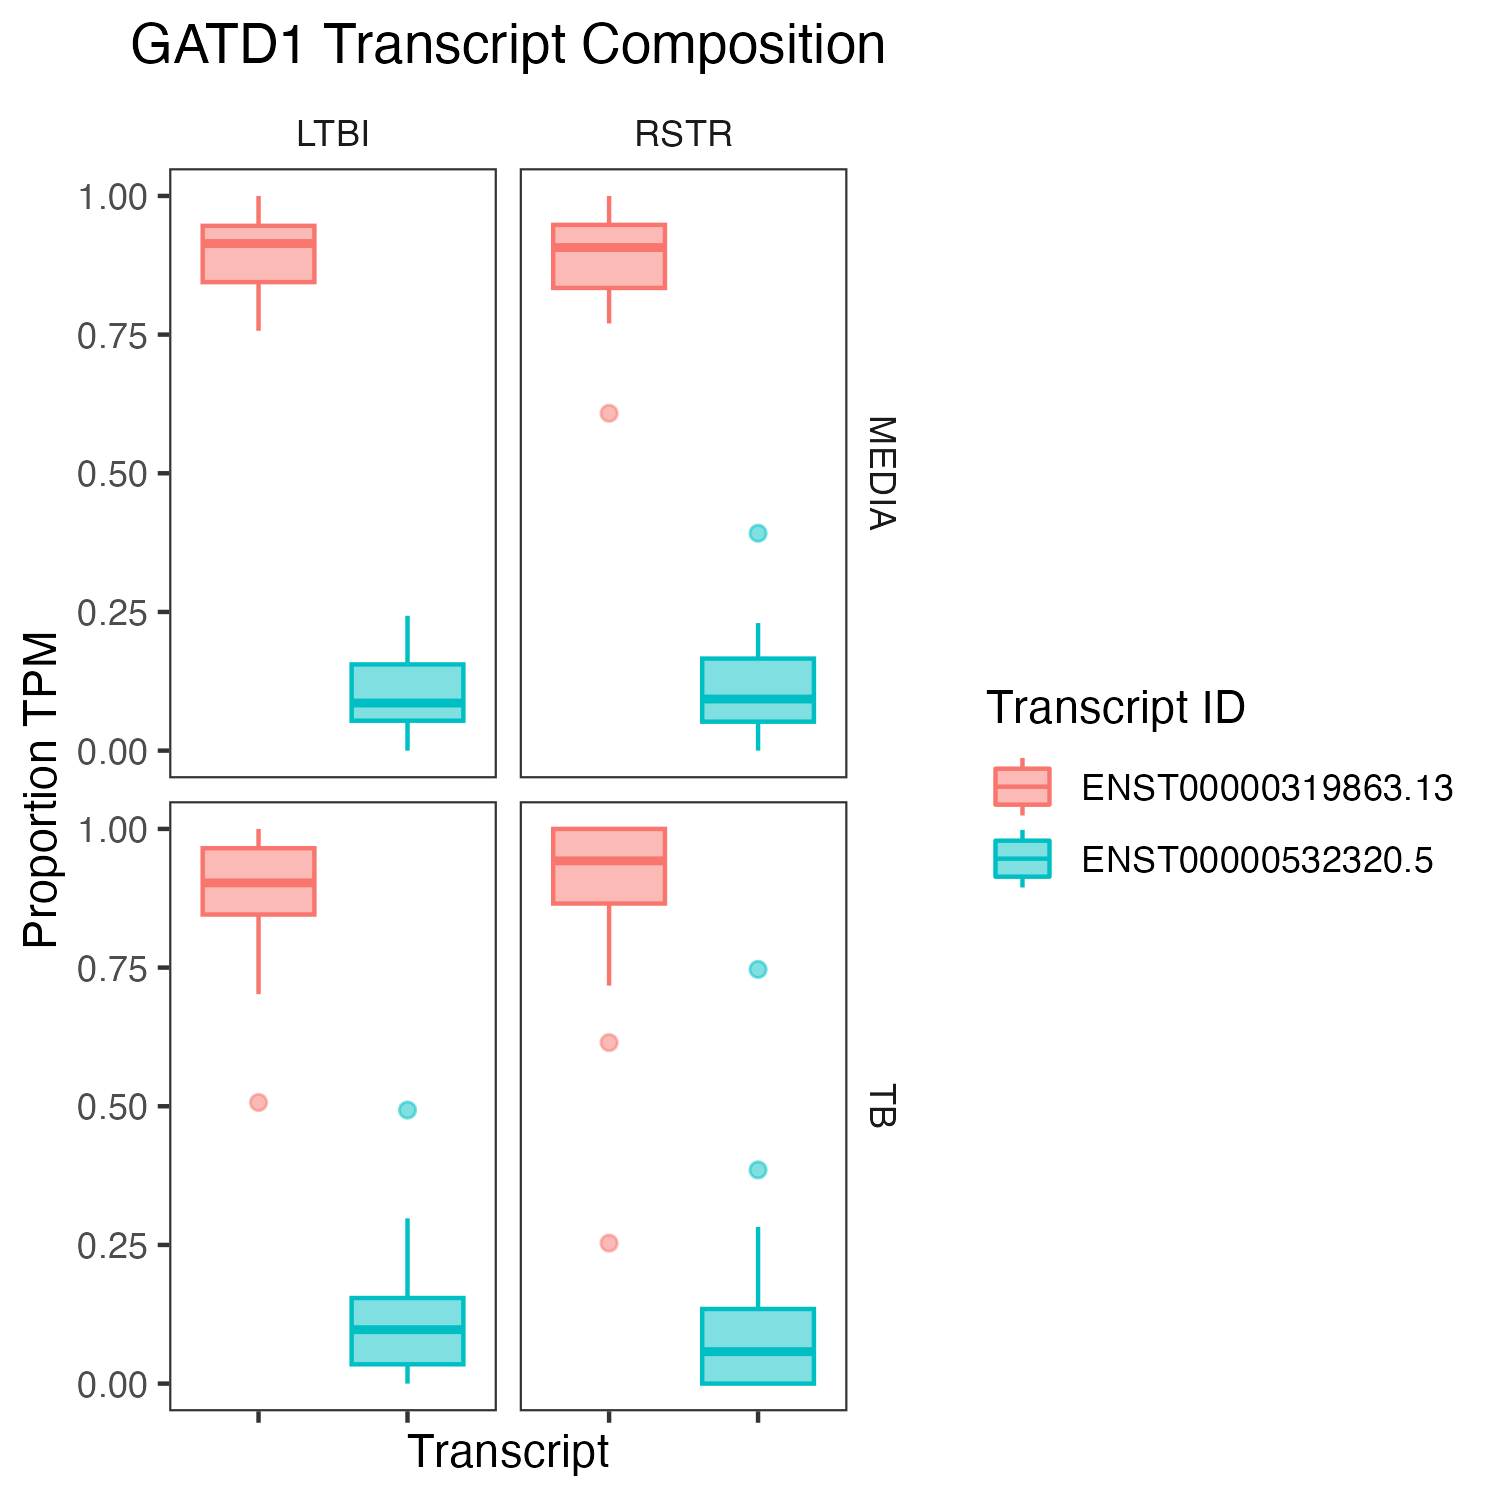 GATD1 Transcript Composition
LTBI
RSTR
1.00
0.75
0.50
0.25
0.00
MEDIA
1.00
0.75
0.50
0.25
0.00
TB
Proportion TPM
Transcript
Transcript ID
ENST00000319863.13
ENST00000532320.5